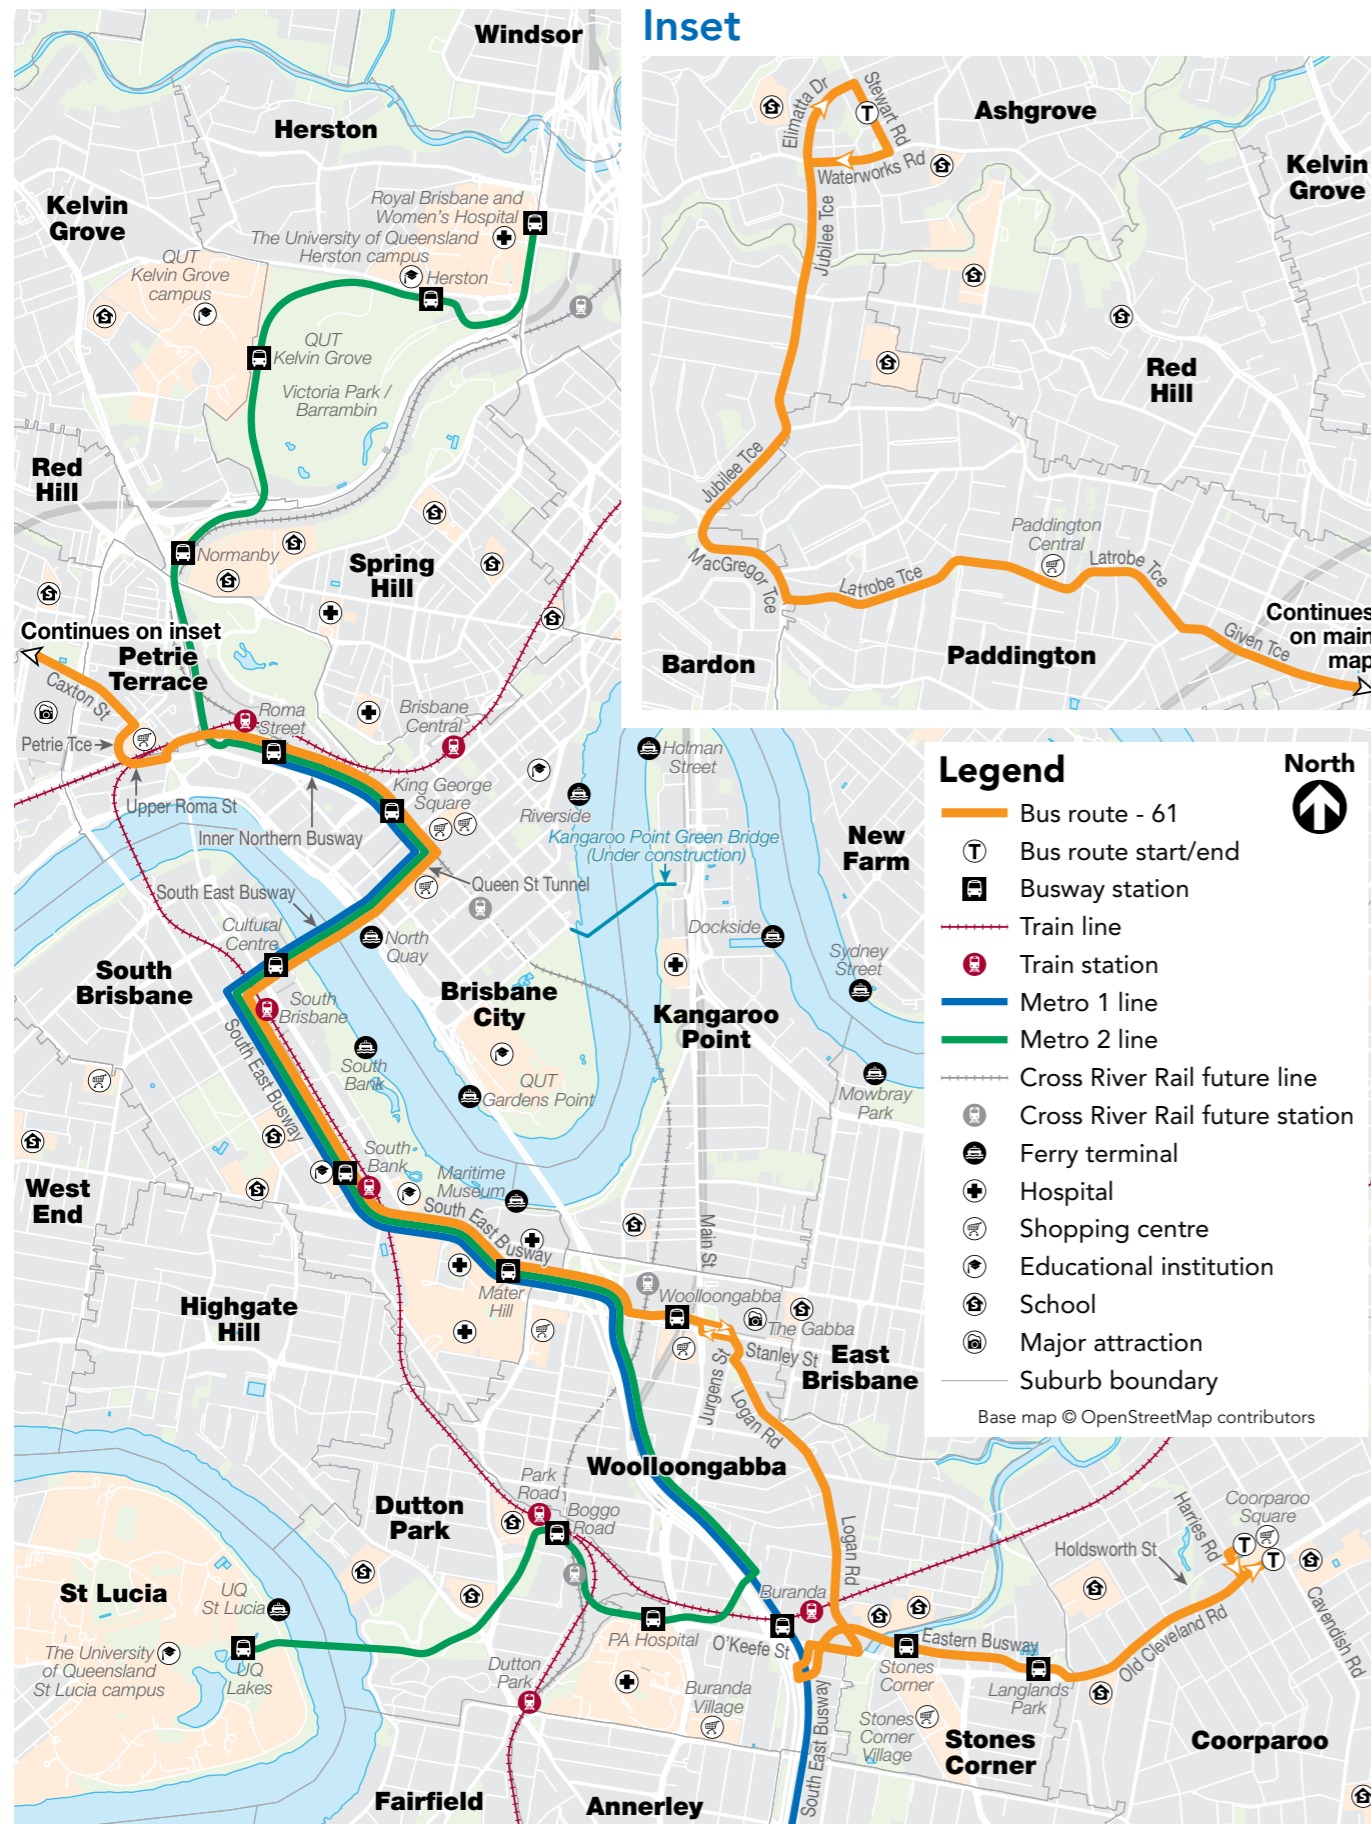 Windsor
Herston
Kelvin
Grove
Royal Brisbane and
Women's Hospital
The University of Queensland
Herston campus
Herston
QUT
Kelvin Grove
campus
QUT
Kelvin Grove
Victoria Park /
Barrambin
Red
Hill
Normanby
Spring
Hill
Continues on inset
Petrie
Terrace
Caxton St
Petrie Tce
Roma
Street
Brisbane
Central
Upper Roma St
Inner Northern Busway
King George
Square
Riverside
Holman
Street
Kangaroo Point Green Bridge
(Under construction)
New
Farm
South East Busway
Queen St Tunnel
Cultural
Centre
North
Quay
Dockside
Sydney
Street
South
Brisbane
Brisbane
City
South
Brisbane
Kangaroo
Point
South East Busway
South
Bank
QUT
Gardens Point
Mowbray
Park
South
Bank
Maritime
Museum
South East Busway
West
End
Main St
Mater
Hill
Woolloongabba
The Gabba
Highgate
Hill
Stanley St
East
Brisbane
Jurgens St
Logan Rd
Woolloongabba
Park
Road
Boggo
Road
Dutton
Park
Logan Rd
Harries Rd
Coorparoo
Square
Holdsworth St
St Lucia
UQ
St Lucia
Buranda
Cavendish Rd
PA Hospital
O'Keefe St
Eastern Busway
Old Cleveland Rd
The University
of Queensland
St Lucia campus
UQ
Lakes
Dutton
Park
Buranda
Village
Stones
Corner
Langlands
Park
Stones
Corner
Village
Stones
Corner
Coorparoo
South East Busway
Fairfield
Annerley
Inset
Elimatta Dr
Stewart Rd
Ashgrove
Waterworks Rd
Kelvin
Grove
Jubilee Tce
Red
Hill
Jubilee Tce
Paddington
Central
MacGregor Tce
Latrobe Tce
Latrobe Tce
Given Tce
Continues
on main
map
Bardon
Paddington
Legend
North
Bus route - 61
T Bus route start/end
Busway station
Train line
Train station
Metro 1 line
Metro 2 line
Cross River Rail future line
Cross River Rail future station
Ferry terminal
Hospital
Shopping centre
Educational institution
School
Major attraction
Suburb boundary
Base map © OpenStreetMap contributors